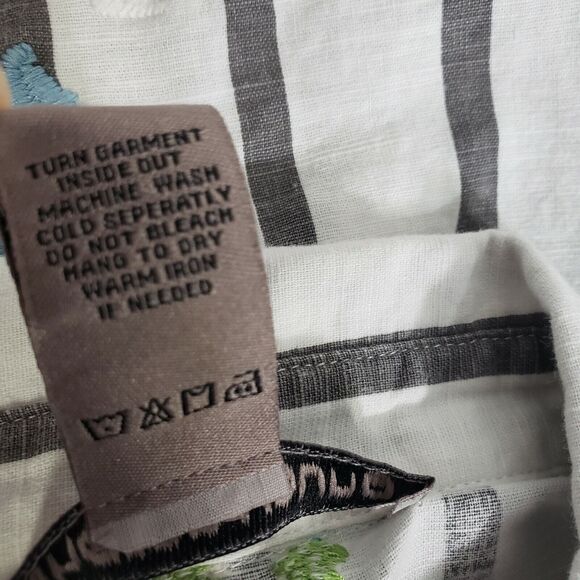 TURN GARMENT
INSIDE OUT
MACHINE WASH
COLD SEPERATLY
DO NOT BLEACH
HANG TO DRY
WARM IRON
IF NEEDED